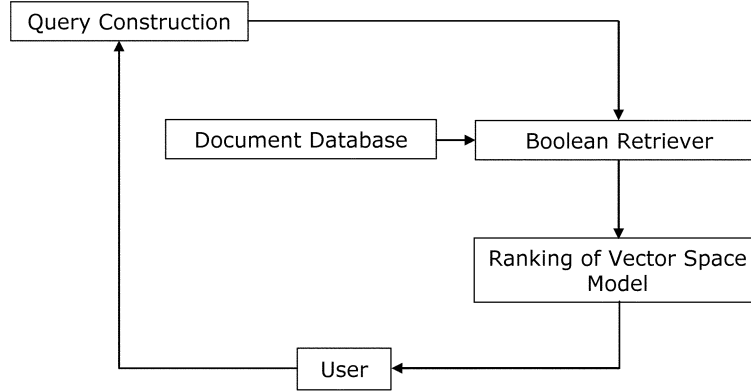 Query Construction
Document Database
Boolean Retriever
Ranking of Vector Space
Model
User